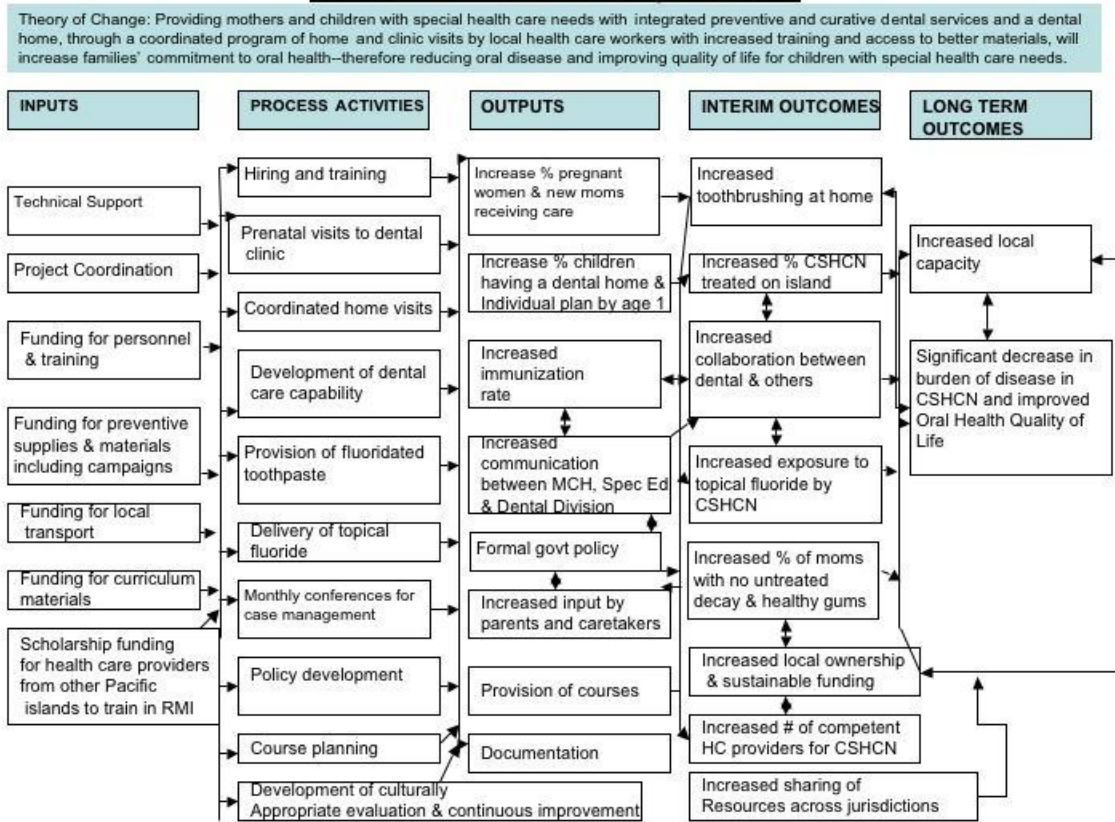 Theory of Change: Providing mothers and children with special health care needs with integrated preventive and curative dental services and a dental
home, through a coordinated program of home and clinic visits by local health care workers with increased training and access to better materials, will
increase families' commitment to oral health--therefore reducing oral disease and improving quality of life for children with special health care needs.
INPUTS
Technical Support
Project Coordination
Funding for personnel
& training
Funding for preventive
supplies & materials
including campaigns
Funding for local
transport
Funding for curriculum
materials
Scholarship funding
for health care providers
from other Pacific
islands to train in RMI
PROCESS ACTIVITIES
Hiring and training
Prenatal visits to dental
clinic
Coordinated home visits
Development of dental
care capability
Provision of fluoridated
toothpaste
Delivery of topical
fluoride
Monthly conferences for
case management
Policy development
Course planning
Development of culturally
Appropriate evaluation & continuous improvement
OUTPUTS
Increase % pregnant
women & new moms
receiving care
Increase % children
having a dental home &
Individual plan by age 1
Increased
immunization
rate
Increased
communication
between MCH, Spec Ed
& Dental Division
Formal govt policy
Increased input by
parents and caretakers
Provision of courses
Documentation
INTERIM OUTCOMES
Increased
toothbrushing at home
Increased % CSHCN
treated on island
Increased
collaboration between
dental & others
Increased exposure to
topical fluoride by
CSHCN
Increased % of moms
with no untreated
decay & healthy gums
Increased local ownership
& sustainable funding
Increased # of competent
HC providers for CSHCN
Increased sharing of
Resources across jurisdictions
LONG TERM
OUTCOMES
Increased local
capacity
Significant decrease in
burden of disease in
CSHCN and improved
Oral Health Quality of
Life